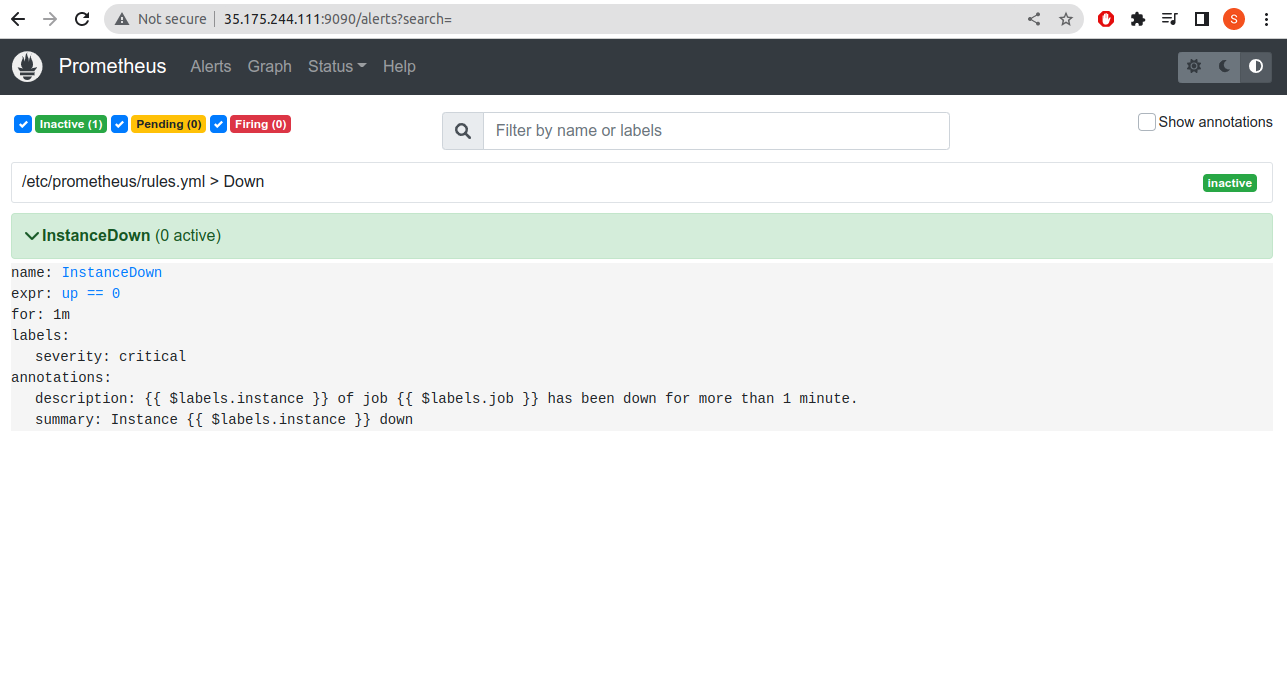 Not secure | 35.175.244.111:9090/alerts?search=
S
Prometheus Alerts Graph Status Help
Inactive (1) Pending (0) Firing (0) Filter by name or labels Show annotations
/etc/prometheus/rules.yml > Down inactive
InstanceDown (0 active)
name: InstanceDown
expr: up == 0
for: 1m
labels:
severity: critical
annotations:
description: {{ $labels.instance }} of job {{ $labels.job }} has been down for more than 1 minute.
summary: Instance {{ $labels.instance }} down